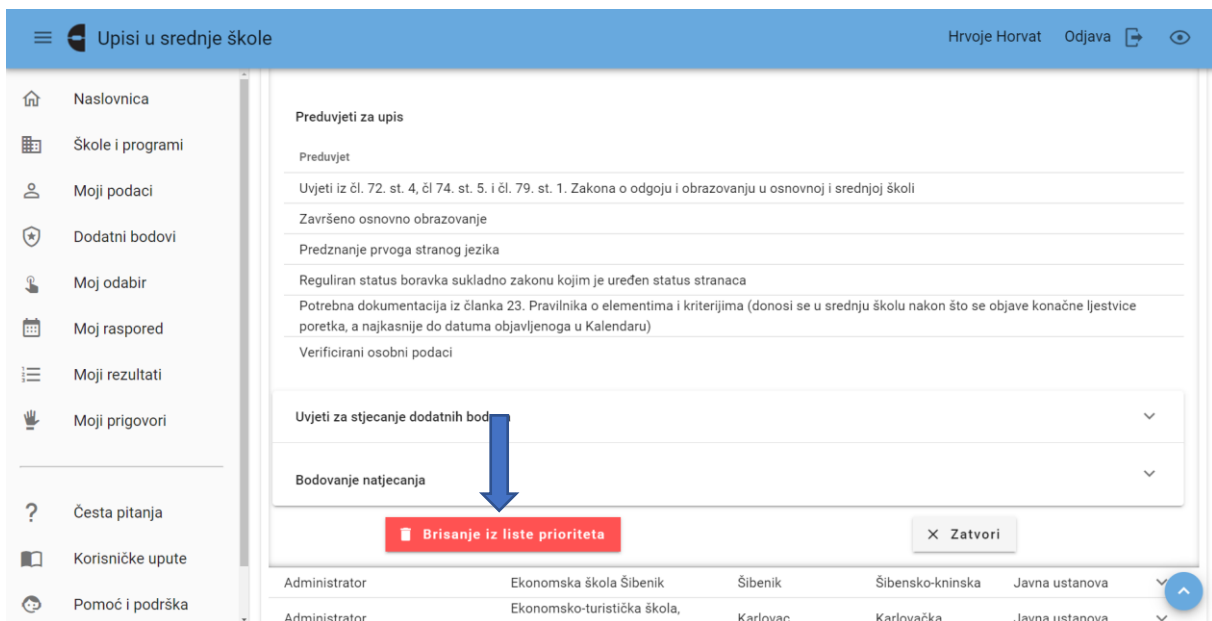 Upisi u srednje škole
Hrvoje Horvat Odjava
Naslovnica
Škole i programi
Moji podaci
Dodatni bodovi
Moj odabir
Moj raspored
Moji rezultati
Moji prigovori
Česta pitanja
Korisničke upute
Pomoć i podrška
Preduvjeti za upis
Preduvjet
Uvjeti iz čl. 72. st. 4, čl 74. st. 5. i čl. 79. st. 1. Zakona o odgoju i obrazovanju u osnovnoj i srednjoj školi
Završeno osnovno obrazovanje
Predznanje prvoga stranog jezika
Reguliran status boravka sukladno zakonu kojim je uređen status stranaca
Potrebna dokumentacija iz članka 23. Pravilnika o elementima i kriterijima (donosi se u srednju školu nakon što se objave konačne ljestvice
poretka, a najkasnije do datuma objavljenoga u Kalendaru)
Verificirani osobni podaci
Uvjeti za stjecanje dodatnih bodova
Bodovanje natjecanja
Brisanje iz liste prioriteta
Zatvori
Administrator Ekonomska škola Šibenik Šibenik Šibensko-kninska Javna ustanova
Administrator Ekonomsko-turistička škola, Karlovac Karlovačka Javna ustanova